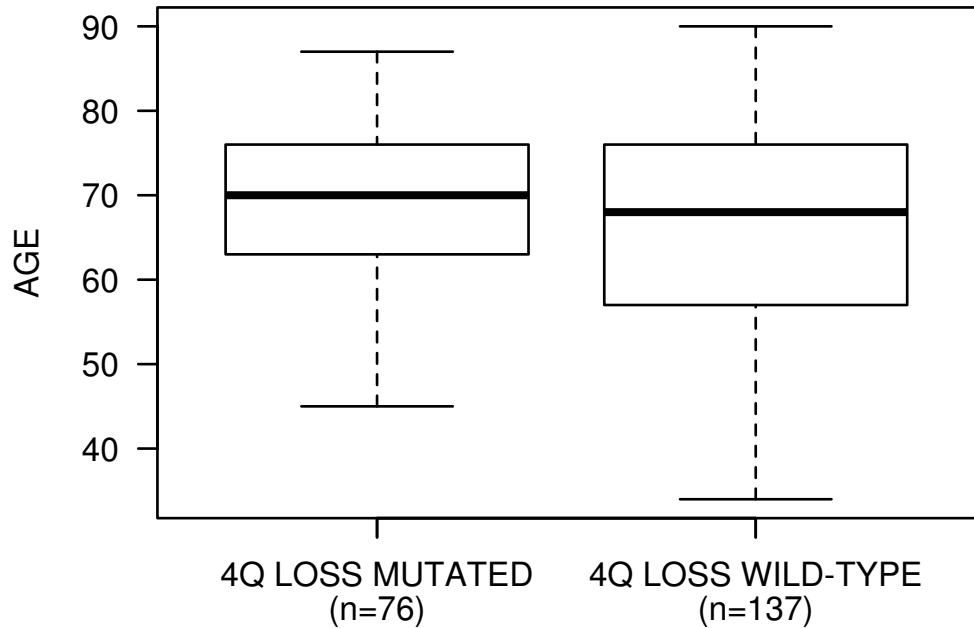 AGE
90
80
70
60
50
40
4Q LOSS MUTATED
(n=76)
4Q LOSS WILD-TYPE
(n=137)